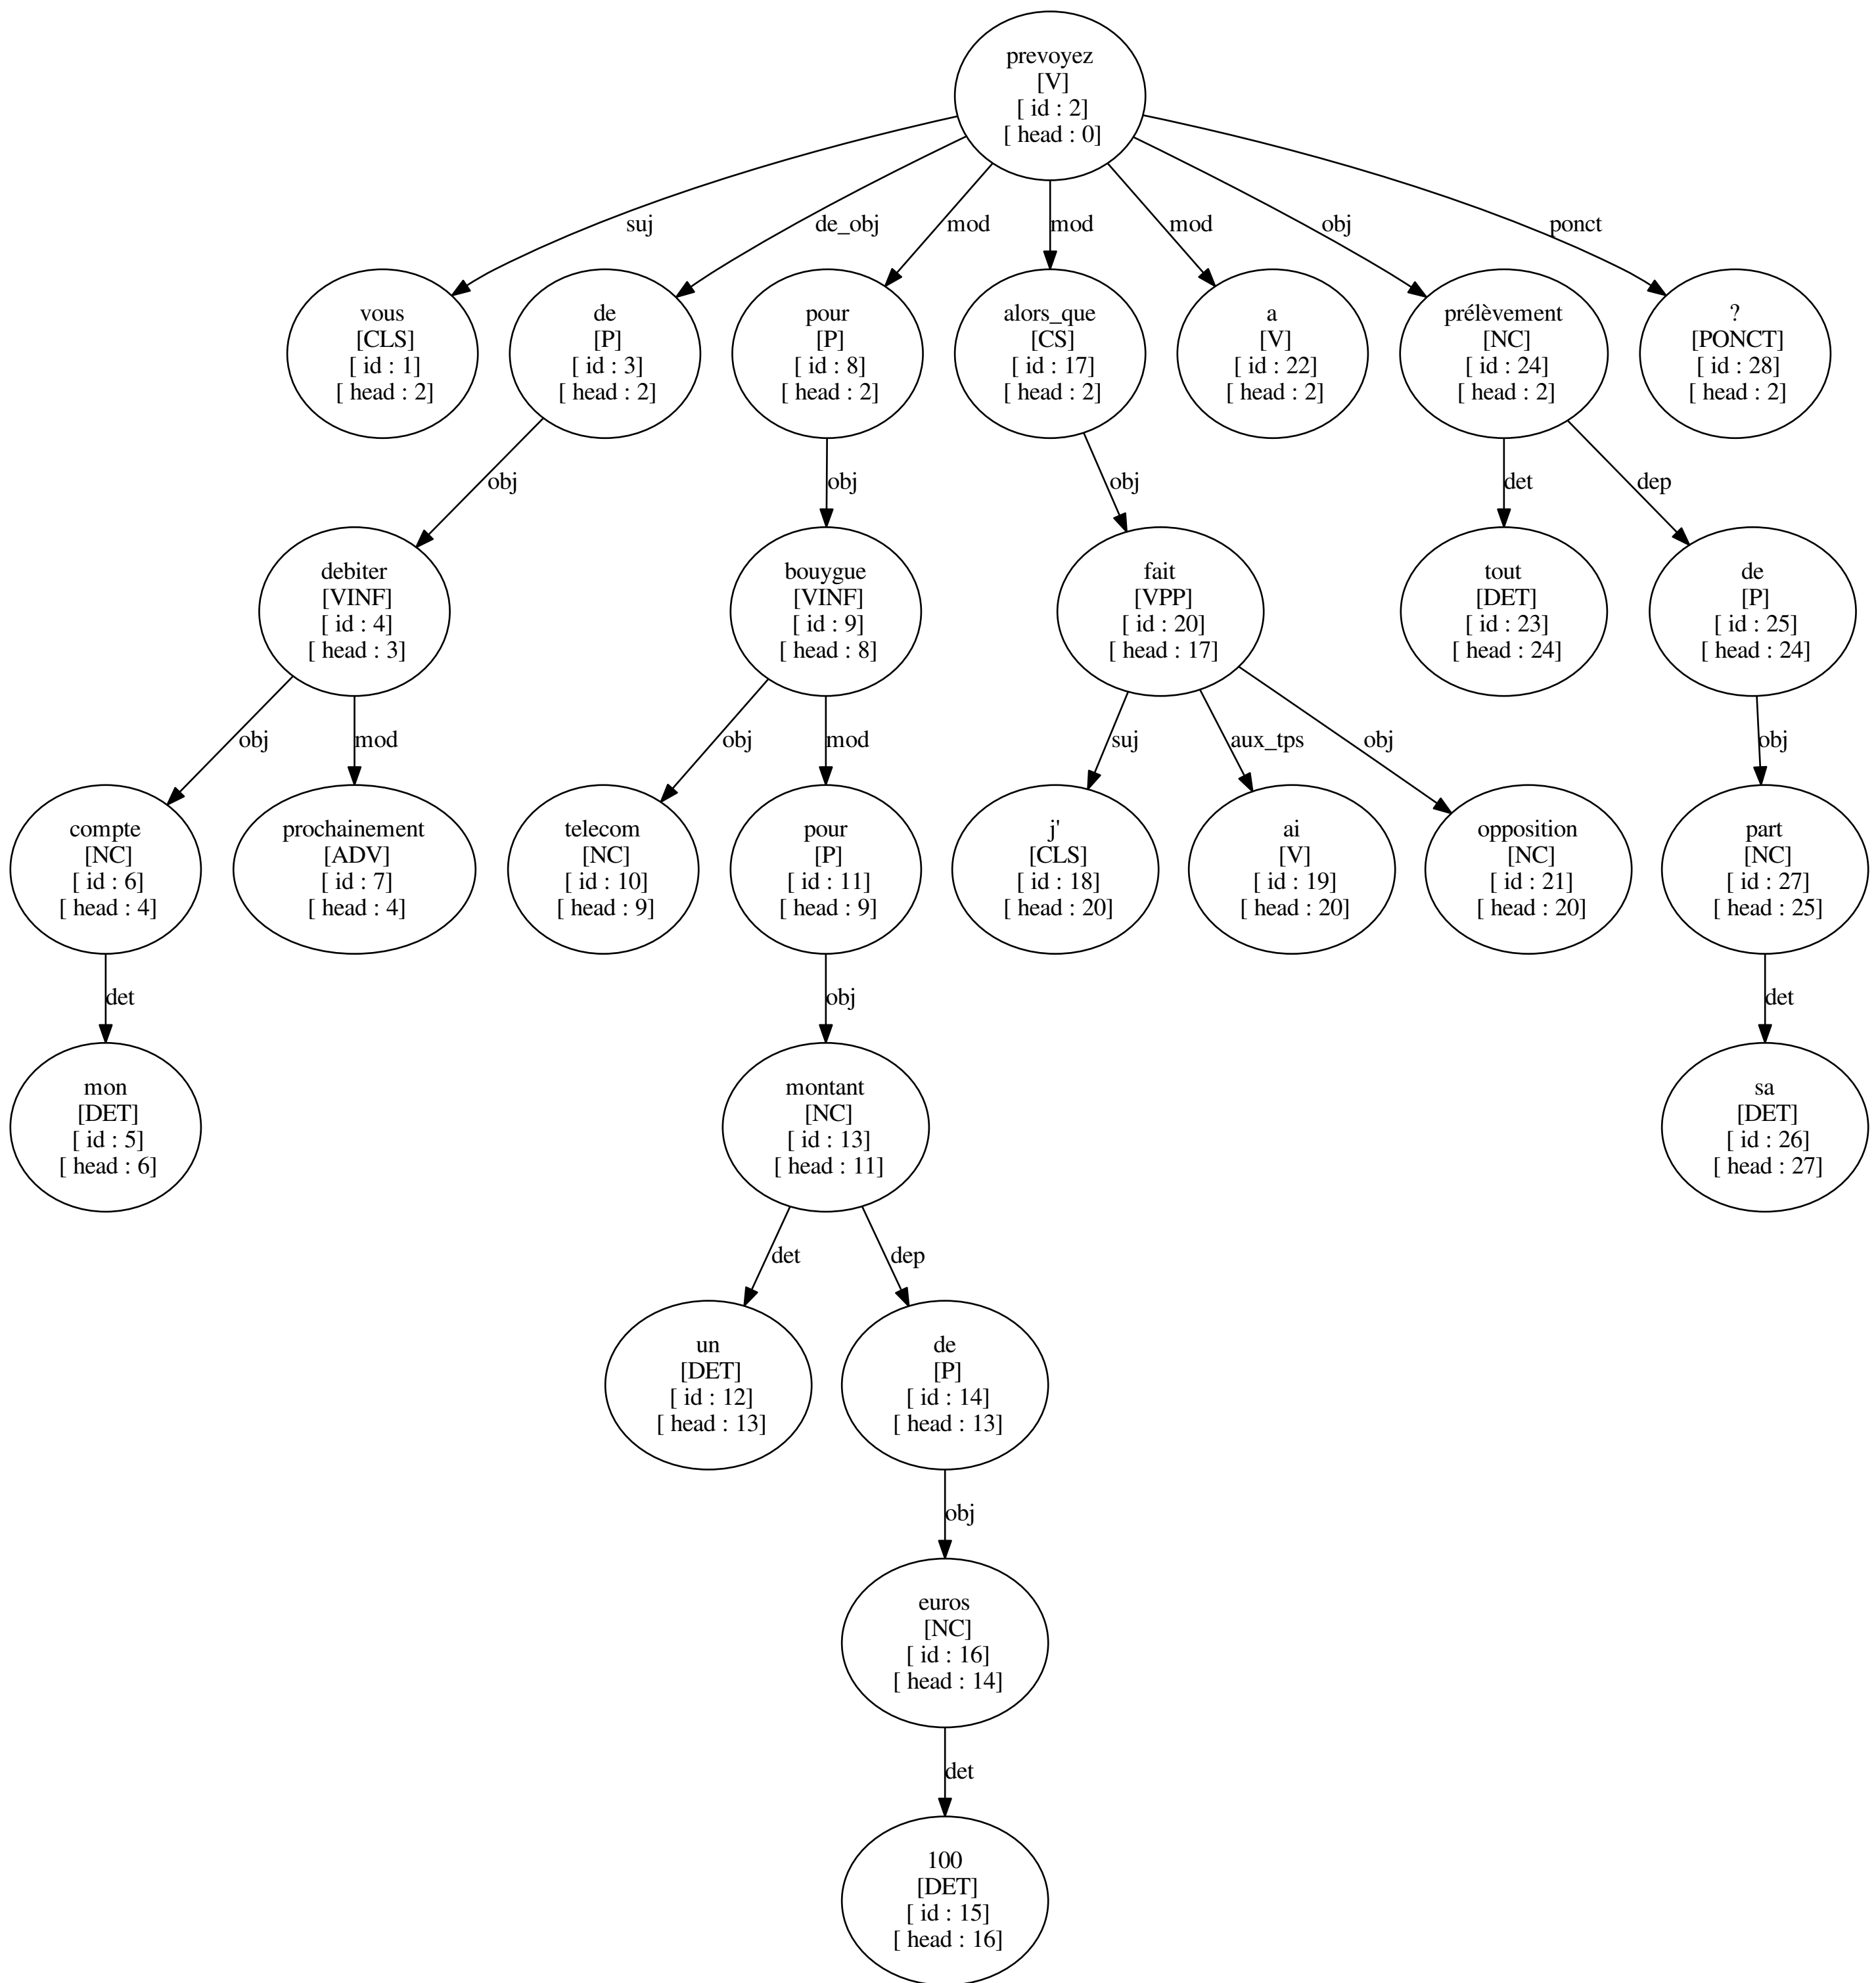 prevoyez
[V]
[ id : 2]
[ head : 0]
suj
de_obj
mod
mod
mod
obj
ponct
vous
[CLS]
[ id : 1]
[ head : 2]
de
[P]
[ id : 3]
[ head : 2]
pour
[P]
[ id : 8]
[ head : 2]
alors_que
[CS]
[ id : 17]
[ head : 2]
a
[V]
[ id : 22]
[ head : 2]
prélèvement
[NC]
[ id : 24]
[ head : 2]
?
[PONCT]
[ id : 28]
[ head : 2]
obj
obj
obj
det
dep
debiter
[VINF]
[ id : 4]
[ head : 3]
bouygue
[VINF]
[ id : 9]
[ head : 8]
fait
[VPP]
[ id : 20]
[ head : 17]
tout
[DET]
[ id : 23]
[ head : 24]
de
[P]
[ id : 25]
[ head : 24]
obj
mod
obj
mod
suj
aux_tps
obj
obj
compte
[NC]
[ id : 6]
[ head : 4]
prochainement
[ADV]
[ id : 7]
[ head : 4]
telecom
[NC]
[ id : 10]
[ head : 9]
pour
[P]
[ id : 11]
[ head : 9]
j'
[CLS]
[ id : 18]
[ head : 20]
ai
[V]
[ id : 19]
[ head : 20]
opposition
[NC]
[ id : 21]
[ head : 20]
part
[NC]
[ id : 27]
[ head : 25]
det
obj
det
mon
[DET]
[ id : 5]
[ head : 6]
montant
[NC]
[ id : 13]
[ head : 11]
sa
[DET]
[ id : 26]
[ head : 27]
det
dep
un
[DET]
[ id : 12]
[ head : 13]
de
[P]
[ id : 14]
[ head : 13]
obj
euros
[NC]
[ id : 16]
[ head : 14]
det
100
[DET]
[ id : 15]
[ head : 16]